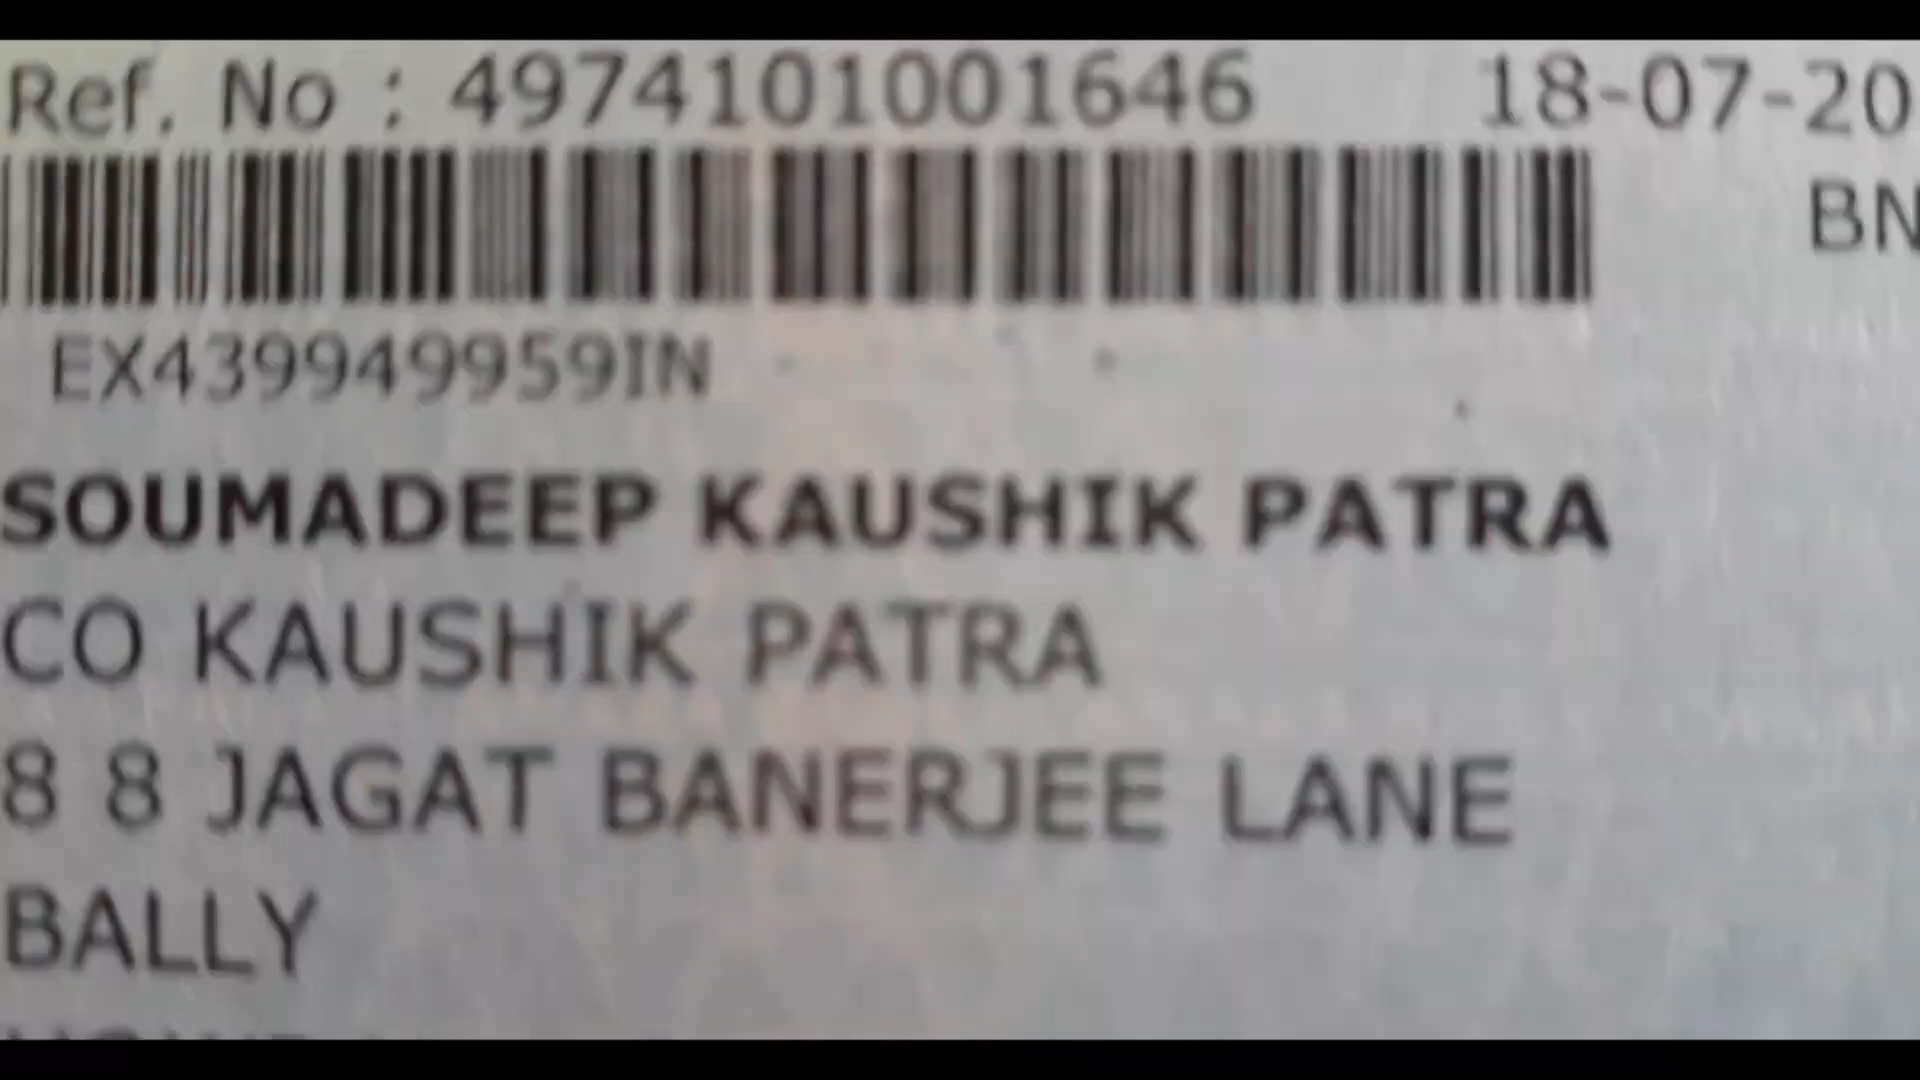 Ref. No : 4974101001646 18-07-20
BN
EX439949959IN
SOUMADEEP KAUSHIK PATRA
CO KAUSHIK PATRA
8 8 JAGAT BANERJEE LANE
BALLY